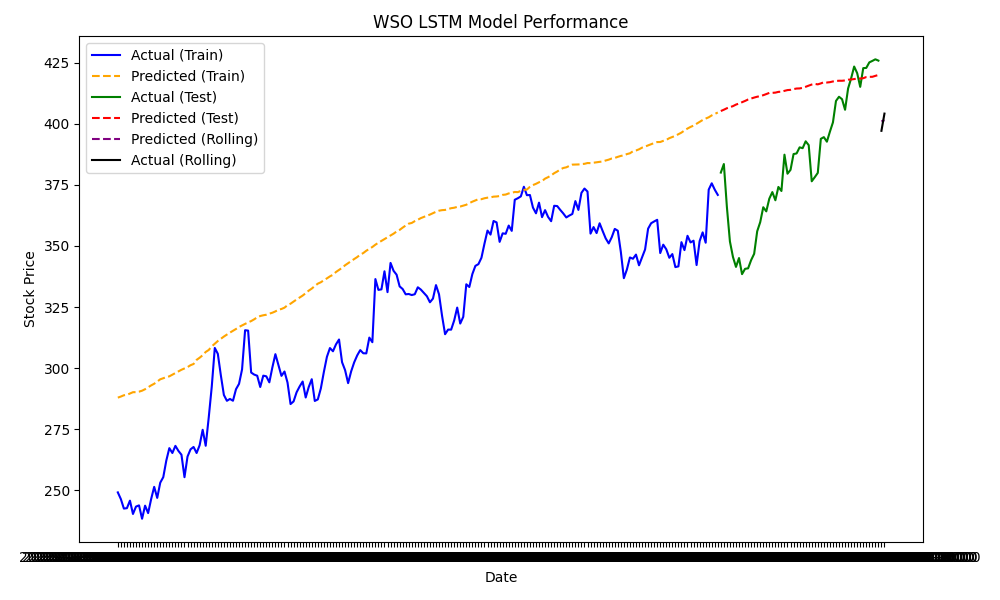 WSO LSTM Model Performance
Actual (Train)
Predicted (Train)
Actual (Test)
Predicted (Test)
Predicted (Rolling)
Actual (Rolling)
425
400
375
350
325
300
275
250
Stock Price
Date